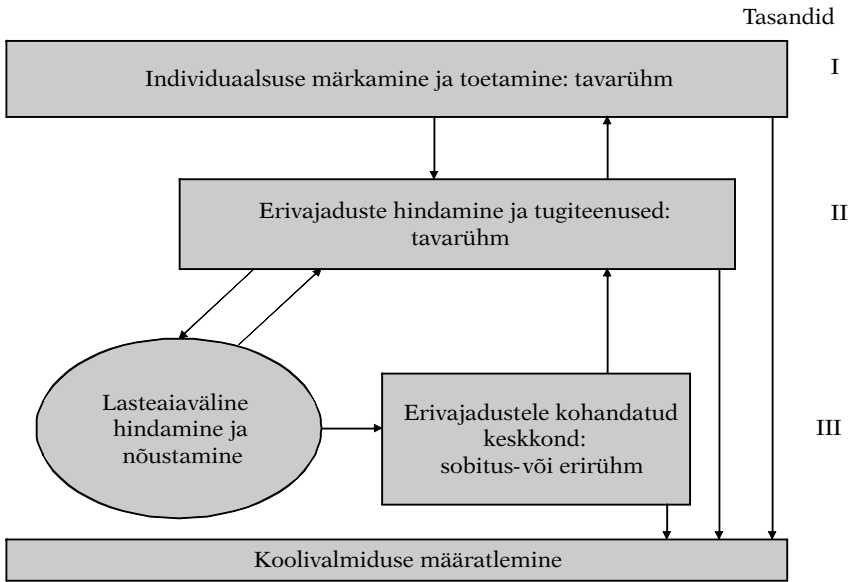 Tasandid
Individuaalsuse märkamine ja toetamine: tavarühm
I
Erivajaduste hindamine ja tugiteenused:
tavarühm
II
Lasteaiaväline
hindamine ja
nõustamine
Erivajadustele kohandatud
keskkond:
sobitus-või erirühm
III
Koolivalmiduse määratlemine